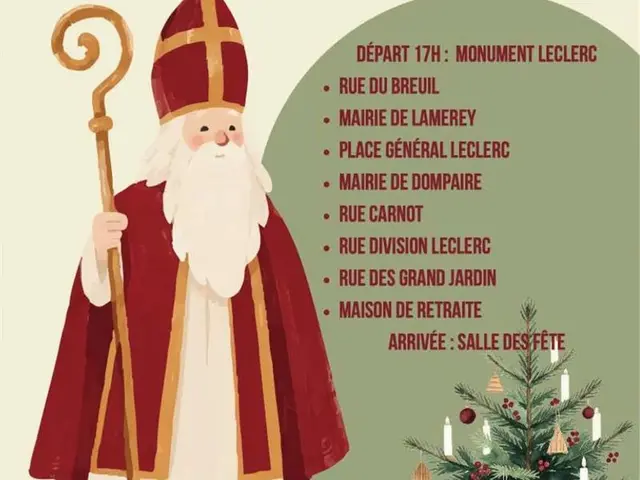 DÉPART 17H : MONUMENT LECLERC
• RUE DU BREUIL
• MAIRIE DE LAMEREY
• PLACE GÉNÉRAL LECLERC
• MAIRIE DE DOMPAIRE
• RUE CARNOT
• RUE DIVISION LECLERC
• RUE DES GRAND JARDIN
• MAISON DE RETRAITE
ARRIVÉE : SALLE DES FÊTE